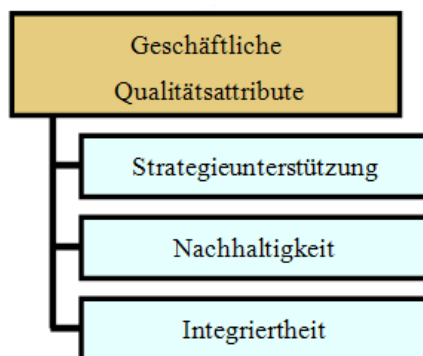 Geschäftliche
Qualitätsattribute
Strategieunterstützung
Nachhaltigkeit
Integriertheit